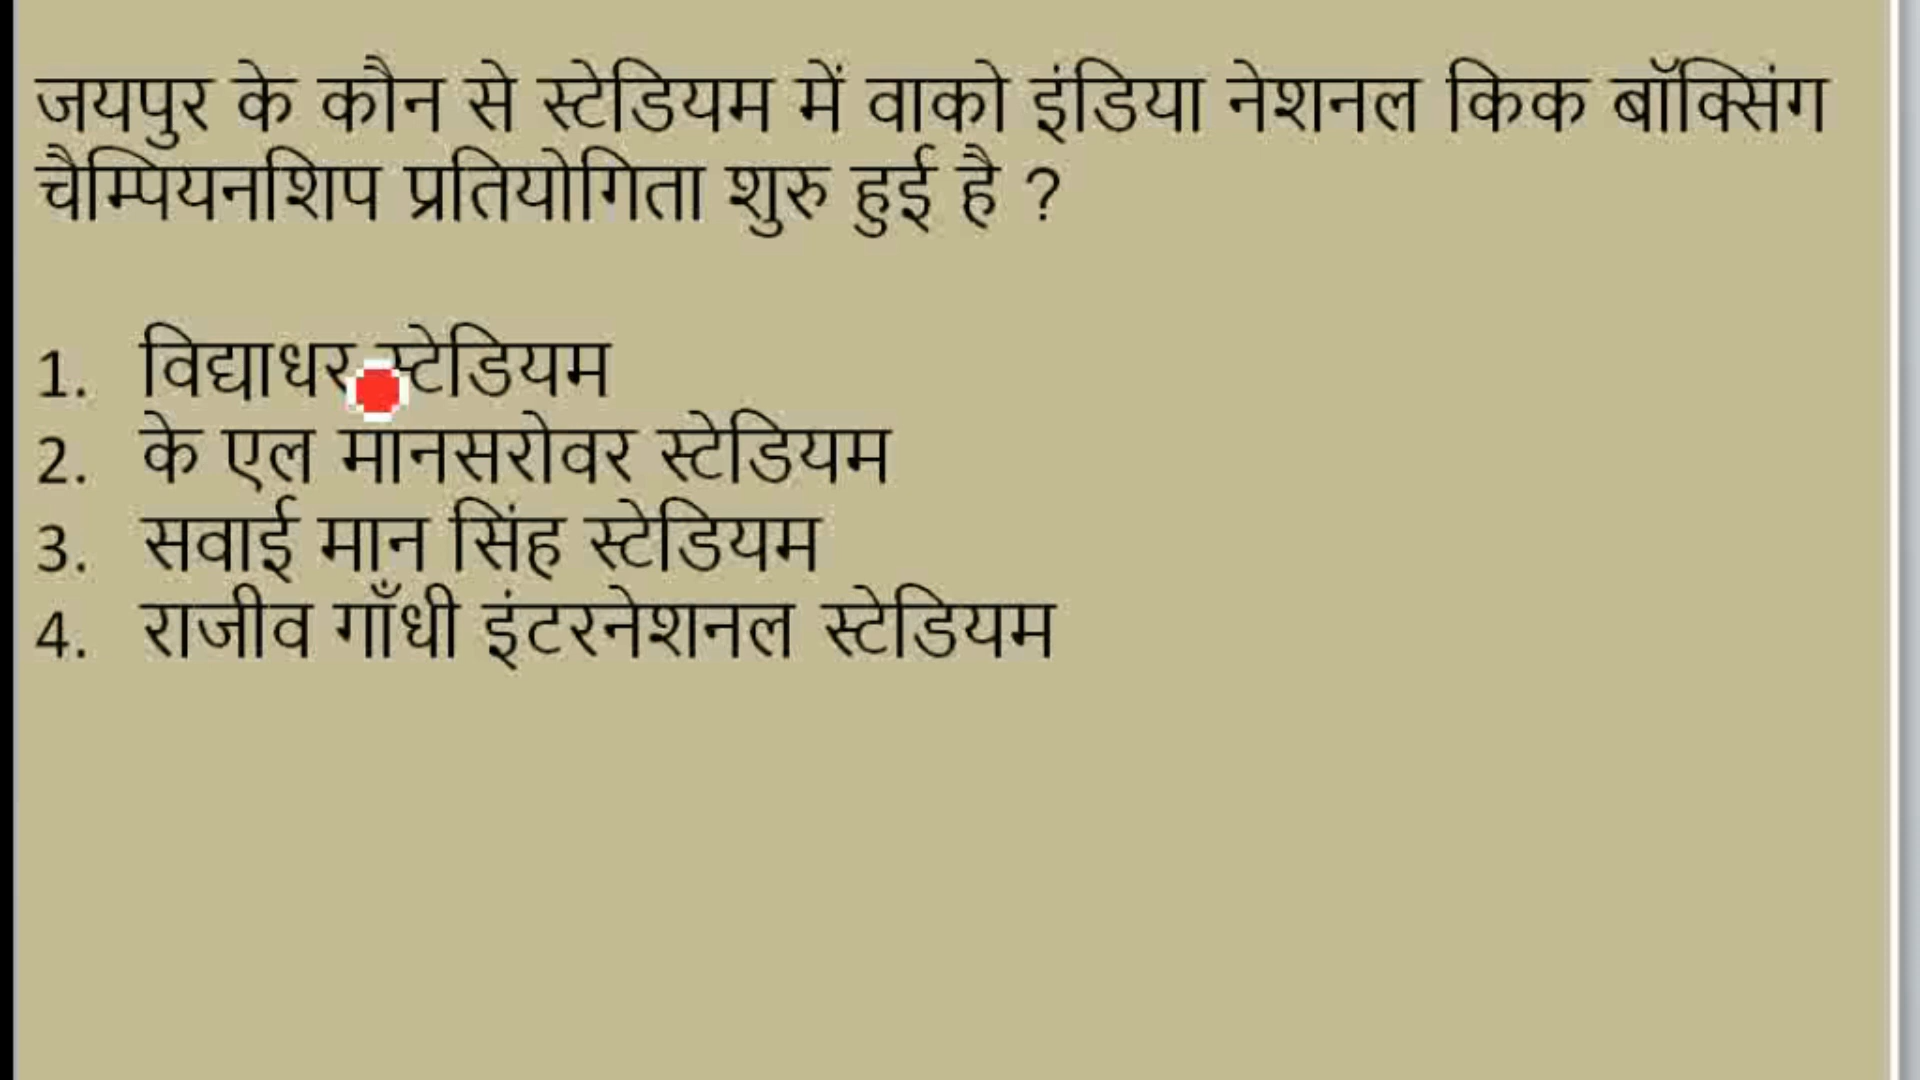 जयपुर के कौन से स्टेडियम में वाको इंडिया नेशनल किक बॉक्सिंग
चैम्पियनशिप प्रतियोगिता शुरु हुई है ?
1. विद्याधर स्टेडियम
2. के एल मानसरोवर स्टेडियम
3. सवाई मान सिंह स्टेडियम
4. राजीव गाँधी इंटरनेशनल स्टेडियम